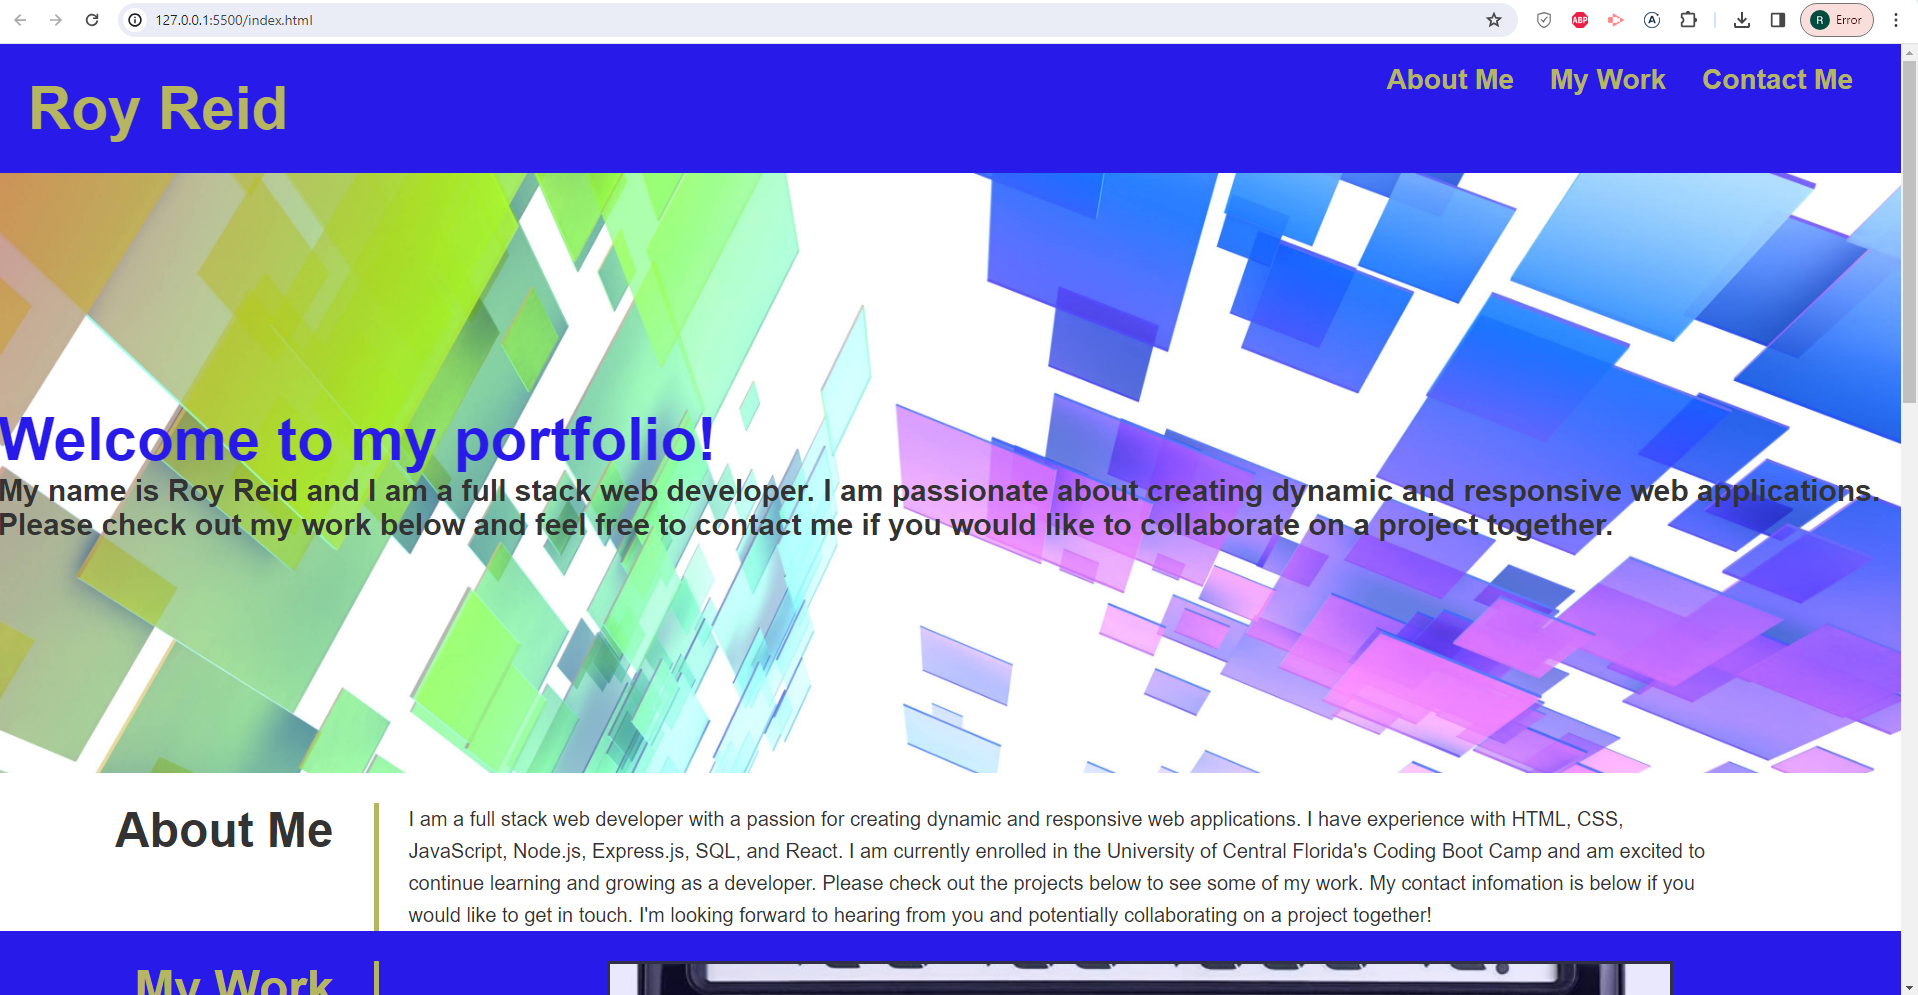 127.0.0.1:5500/index.html
ABP
A
R Error
Roy Reid
About Me My Work Contact Me
Welcome to my portfolio!
My name is Roy Reid and I am a full stack web developer. I am passionate about creating dynamic and responsive web applications.
Please check out my work below and feel free to contact me if you would like to collaborate on a project together.
About Me
I am a full stack web developer with a passion for creating dynamic and responsive web applications. I have experience with HTML, CSS,
JavaScript, Node.js, Express.js, SQL, and React. I am currently enrolled in the University of Central Florida's Coding Boot Camp and am excited to
continue learning and growing as a developer. Please check out the projects below to see some of my work. My contact infomation is below if you
would like to get in touch. I'm looking forward to hearing from you and potentially collaborating on a project together!
My Work